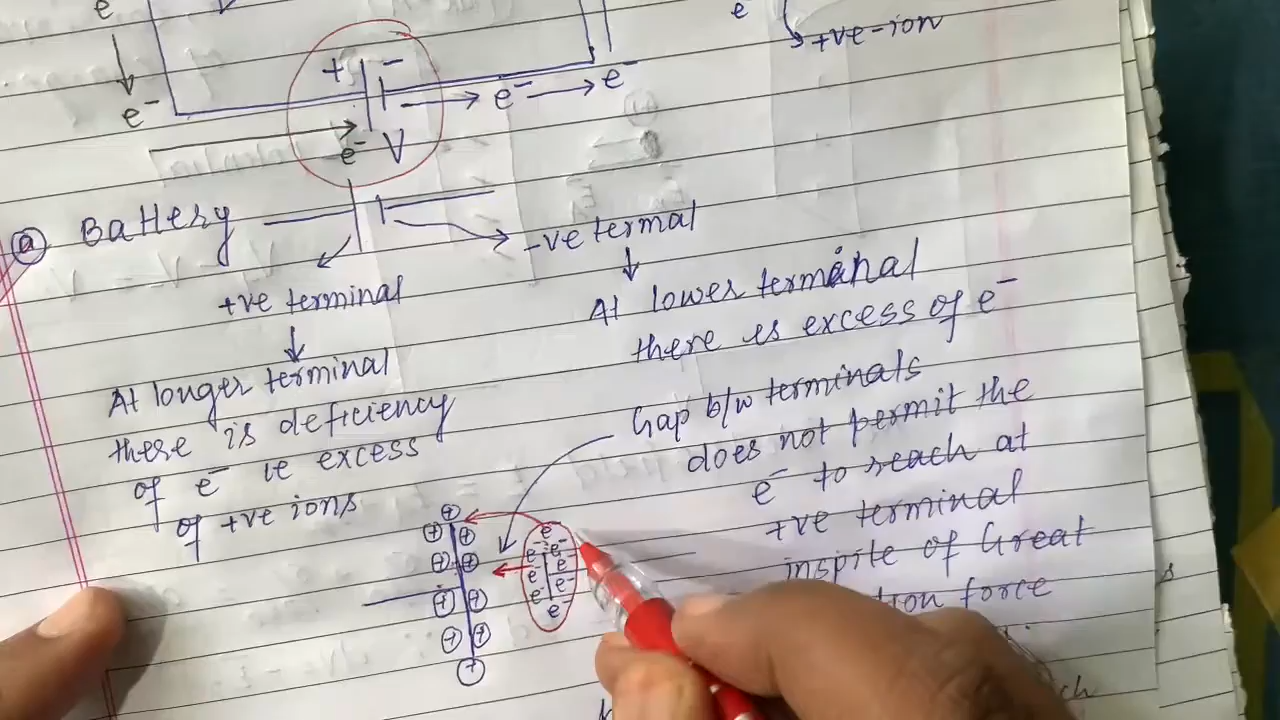 e
e⁻
+ve-ion
+ -
e⁻ → e⁻
e⁻ V
ⓐ Battery
-ve termal
+ve terminal
At lower terminal
there is excess of e⁻
At longer terminal
there is deficiency
of e⁻ ie excess
of +ve ions
Gap b/w terminals
does not permit the
e⁻ to reach at
+ve terminal
inspite of Great
force
+
+ +
+ +
+ +
+ +
+
e⁻
e⁻ e⁻
e⁻ e
e⁻ e⁻
e⁻
e